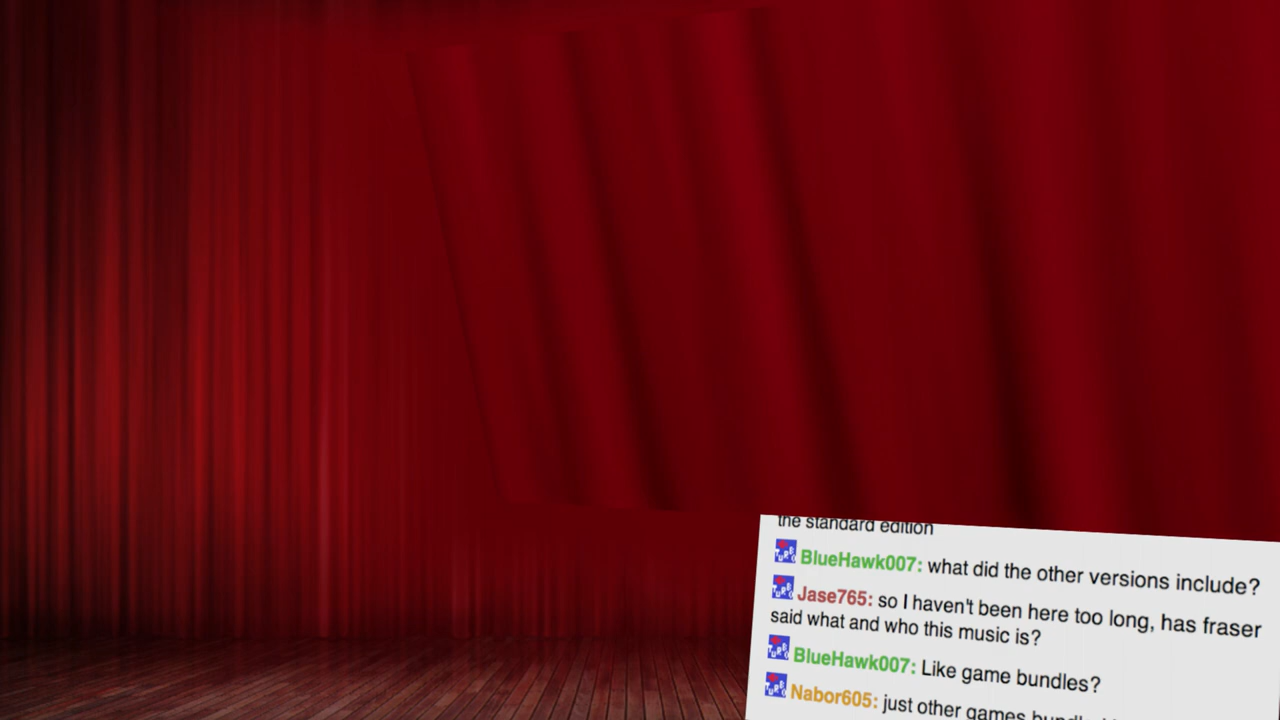 the standard edition
BlueHawk007: what did the other versions include?
Jase765: so I haven't been here too long, has fraser
said what and who this music is?
BlueHawk007: Like game bundles?
Nabor605: just other games